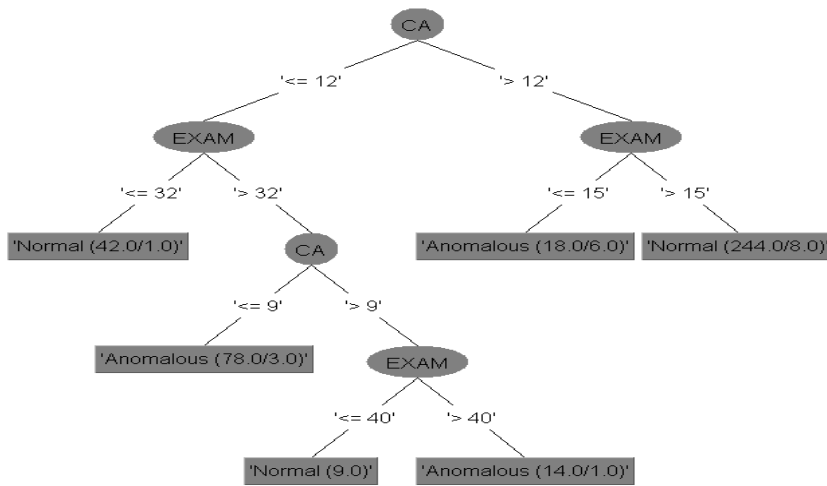 CA
'<= 12' '> 12'
EXAM EXAM
'<= 32' '> 32' '<= 15' '> 15'
'Normal (42.0/1.0)' CA 'Anomalous (18.0/6.0)' 'Normal (244.0/8.0)'
'<= 9' '> 9'
'Anomalous (78.0/3.0)' EXAM
'<= 40' '> 40'
'Normal (9.0)' 'Anomalous (14.0/1.0)'